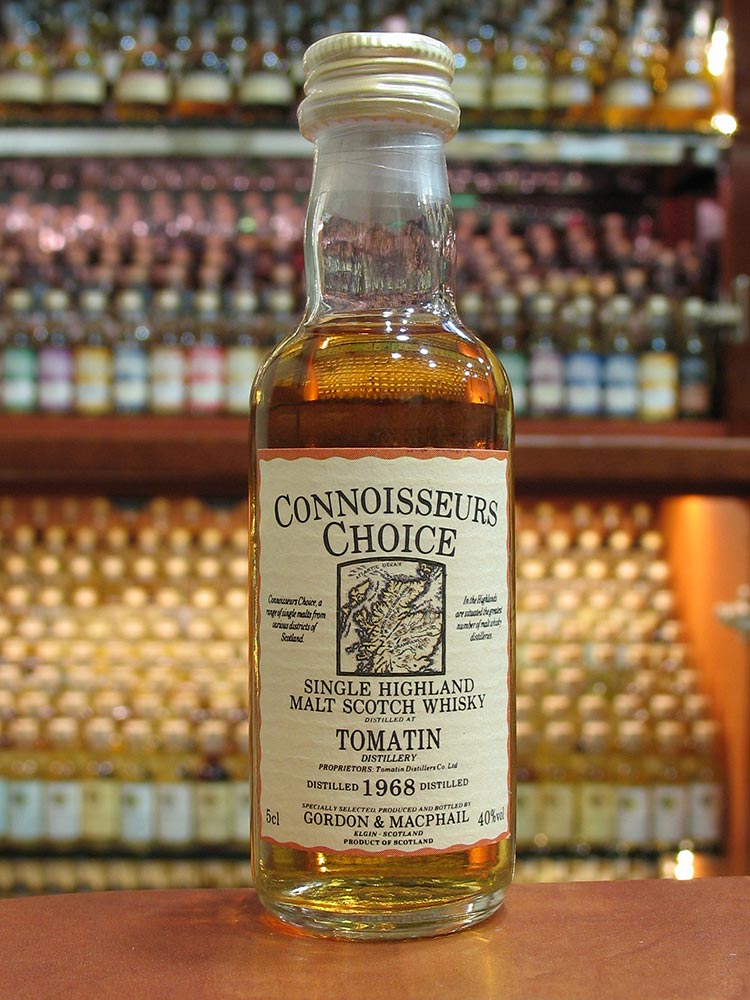 CONNOISSEURS
CHOICE
ATLANTIC OCEAN
Connoisseurs Choice, a
range of single malts from
various districts of
Scotland.
In the Highlands
are situated the greatest
number of malt whisky
distilleries.
SINGLE HIGHLAND
MALT SCOTCH WHISKY
DISTILLED AT
TOMATIN
DISTILLERY
PROPRIETORS: Tomatin Distillers Co. Ltd
DISTILLED 1968 DISTILLED
SPECIALLY SELECTED, PRODUCED AND BOTTLED BY
5cl GORDON & MACPHAIL 40%vol
ELGIN - SCOTLAND
PRODUCT OF SCOTLAND